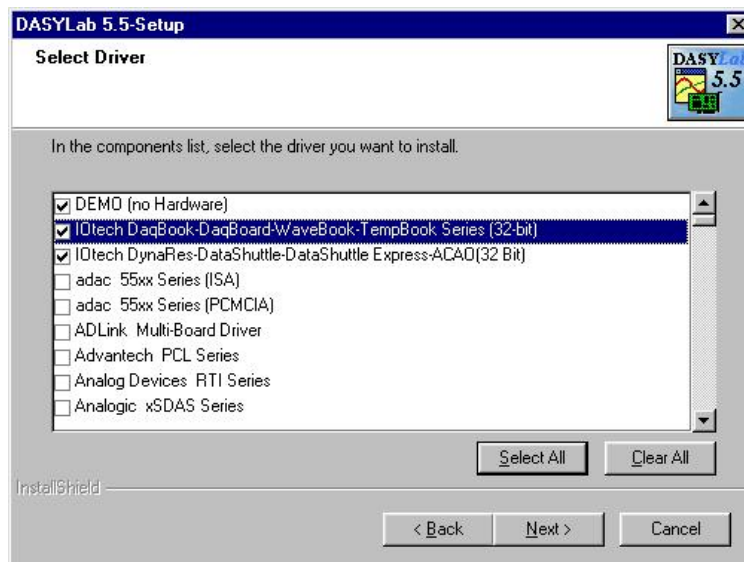 DASYLab 5.5-Setup
Select Driver
DASYLab
5.5
In the components list, select the driver you want to install.
DEMO (no Hardware)
IOtech DaqBook-DaqBoard-WaveBook-TempBook Series (32-bit)
IOtech DynaRes-DataShuttle-DataShuttle Express-ACAO(32 Bit)
adac 55xx Series (ISA)
adac 55xx Series (PCMCIA)
ADLink Multi-Board Driver
Advantech PCL Series
Analog Devices RTI Series
Analogic xSDAS Series
Select All
Clear All
InstallShield
< Back
Next >
Cancel